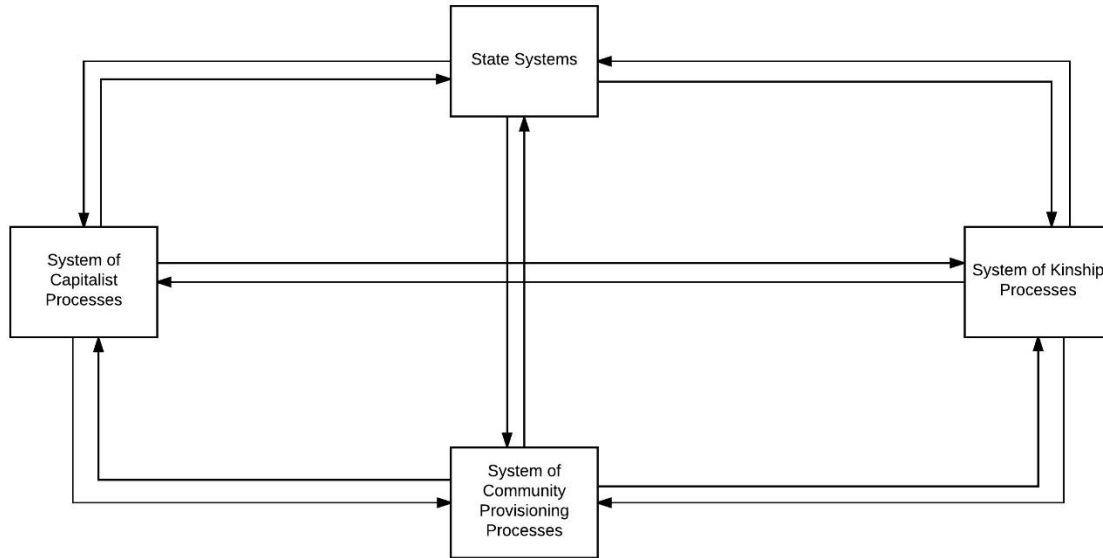 State Systems
System of
Capitalist
Processes
System of Kinship
Processes
System of
Community
Provisioning
Processes